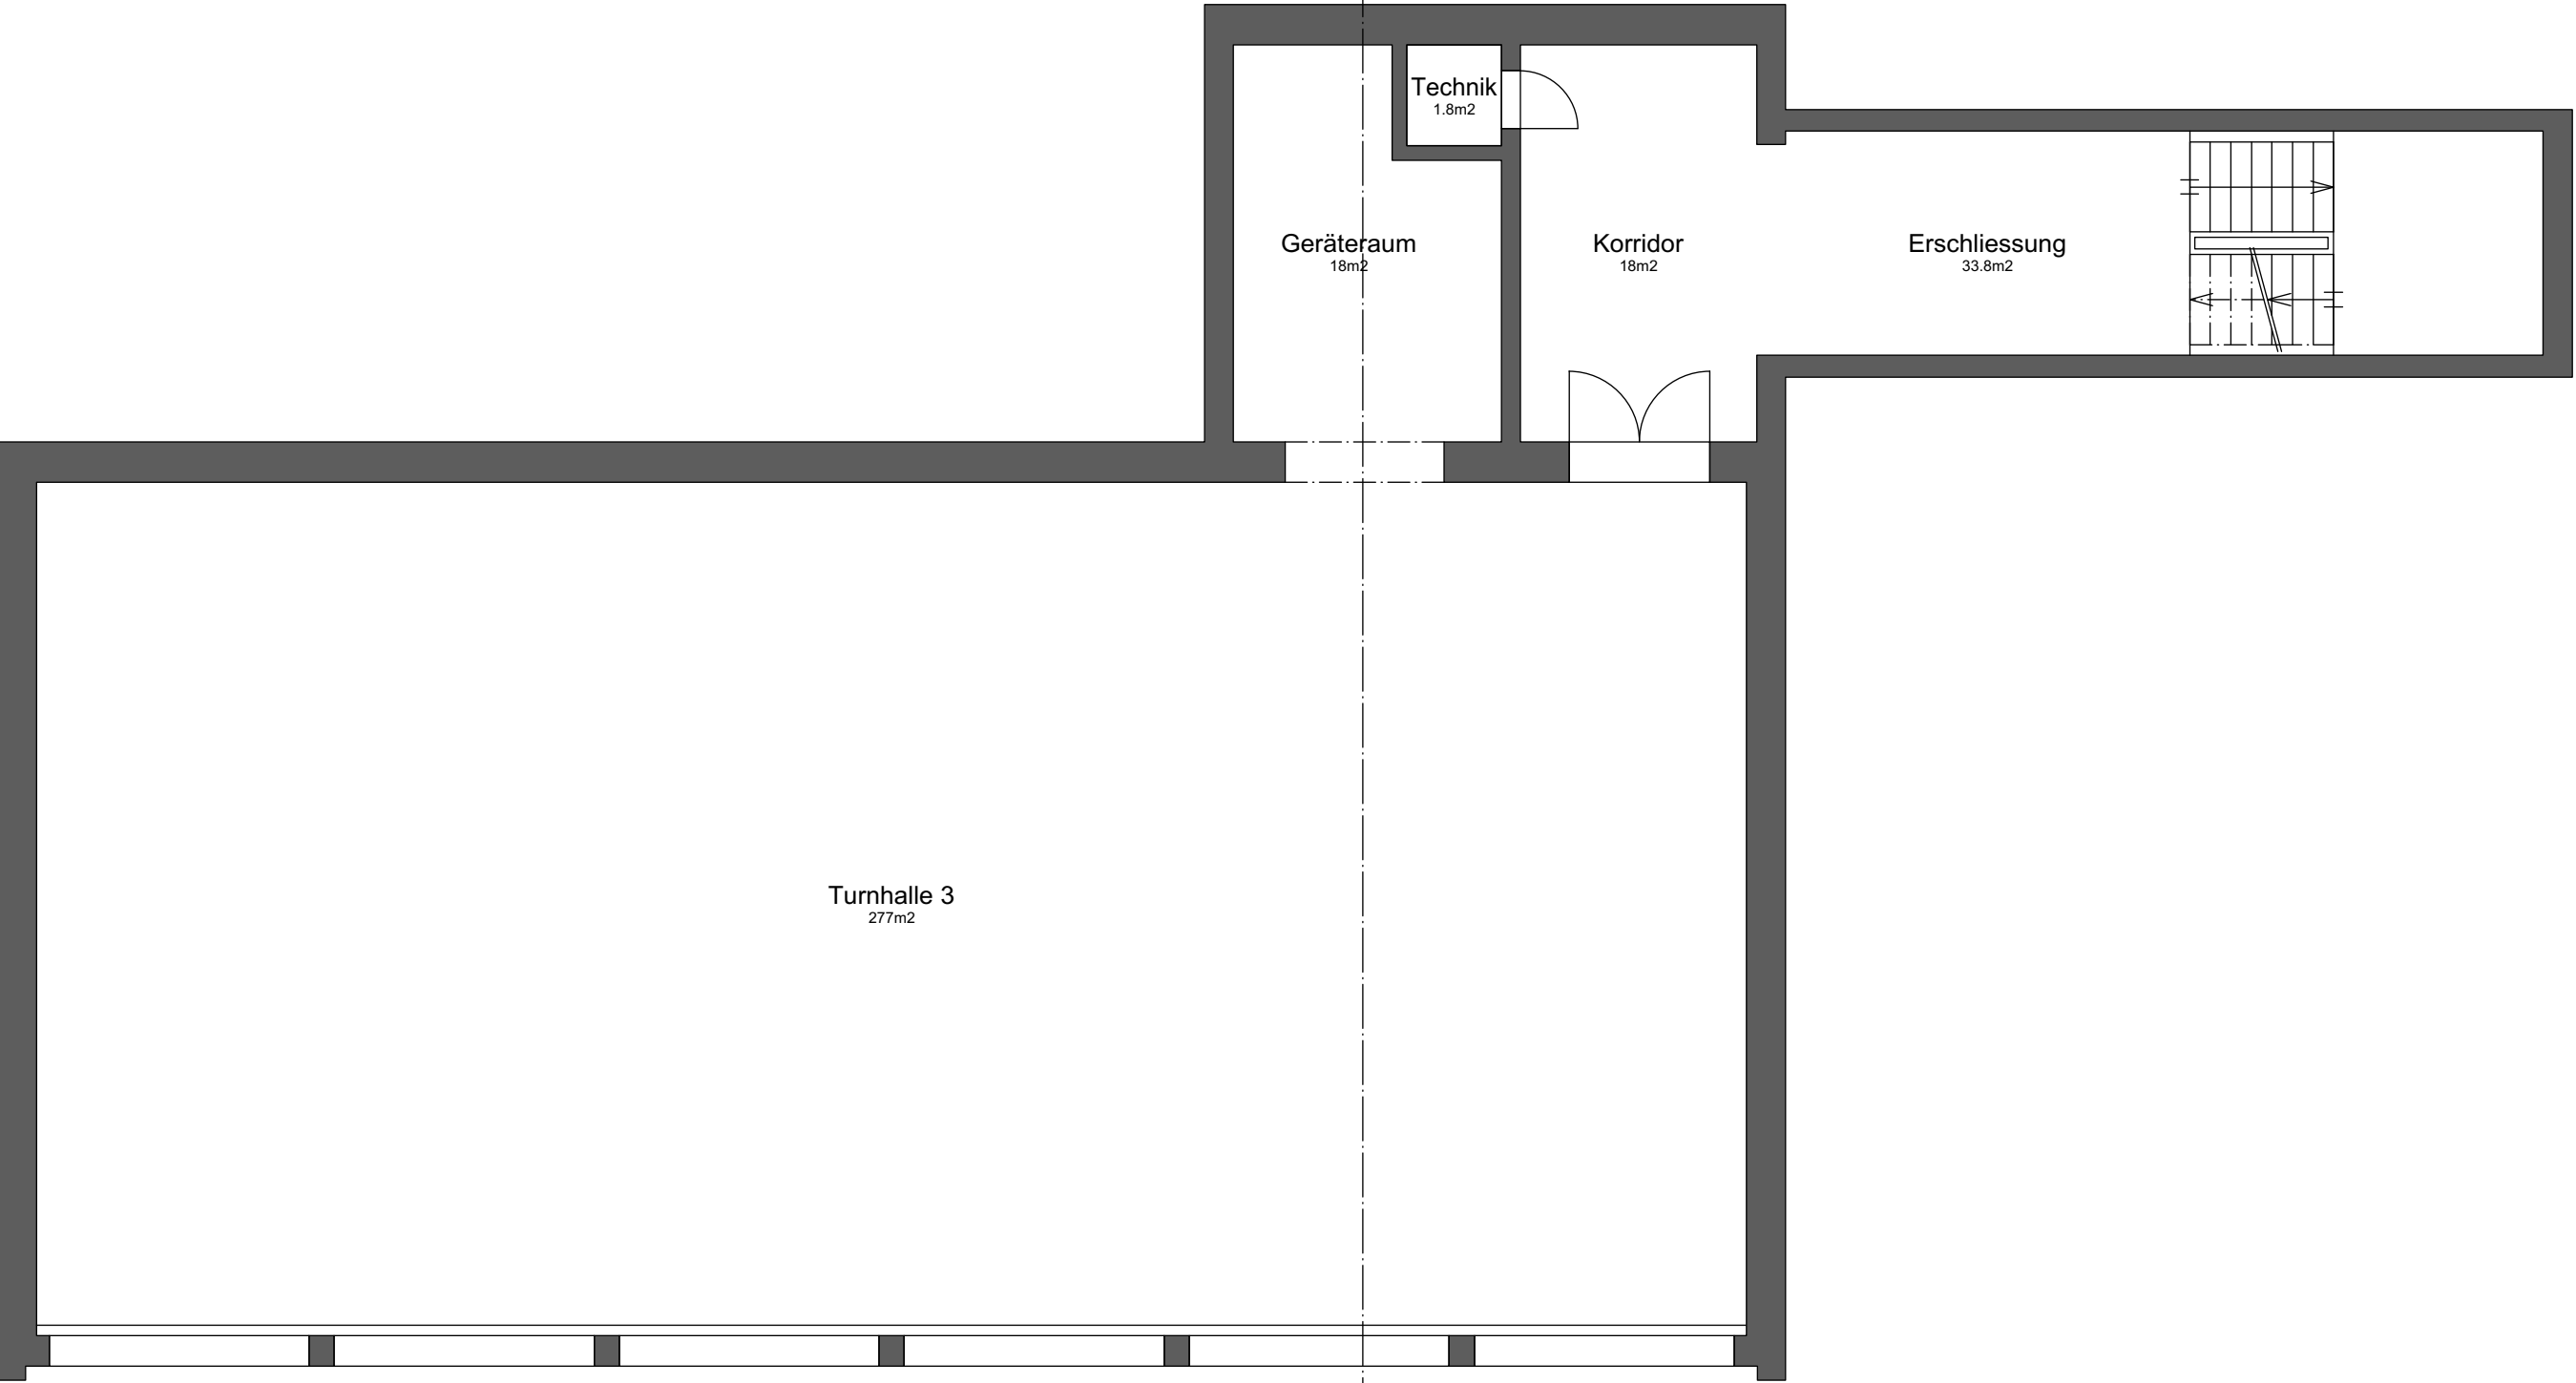 Technik
1.8m2
Geräteraum
18m2
Korridor
18m2
Erschliessung
33.8m2
Turnhalle 3
277m2